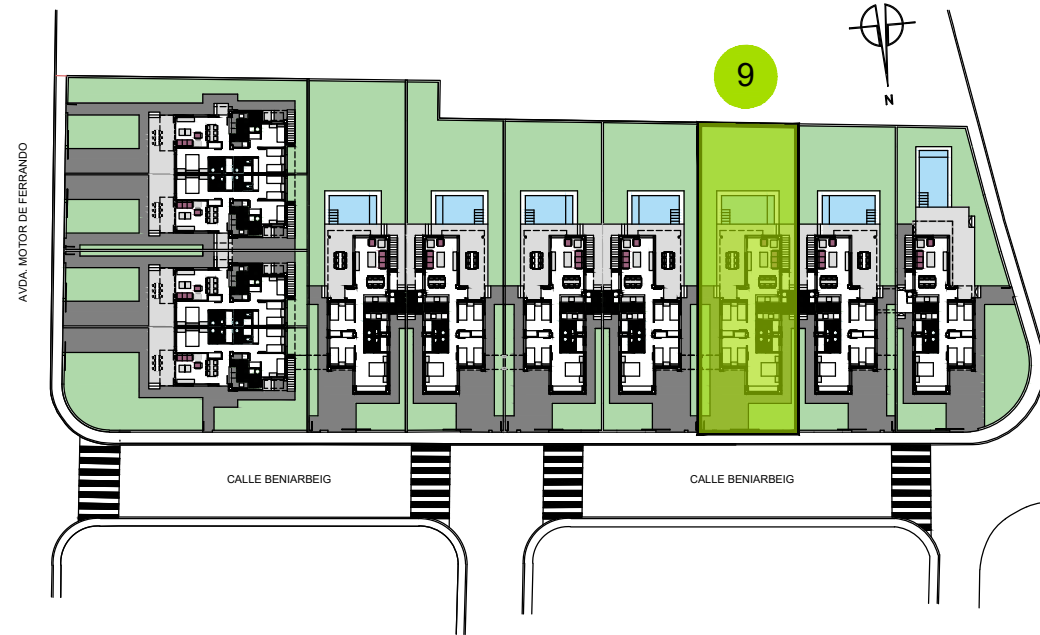 9
N
AVDA. MOTOR DE FERRANDO
CALLE BENIARBEIG
CALLE BENIARBEIG